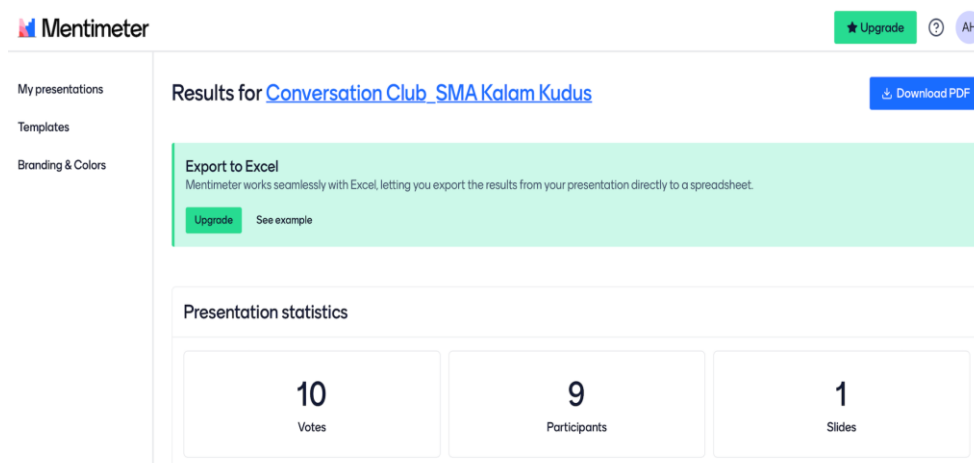 Mentimeter
Upgrade
? AH
My presentations
Templates
Branding & Colors
Results for Conversation Club_SMA Kalam Kudus
Download PDF
Export to Excel
Mentimeter works seamlessly with Excel, letting you export the results from your presentation directly to a spreadsheet.
Upgrade See example
Presentation statistics
10
Votes
9
Participants
1
Slides